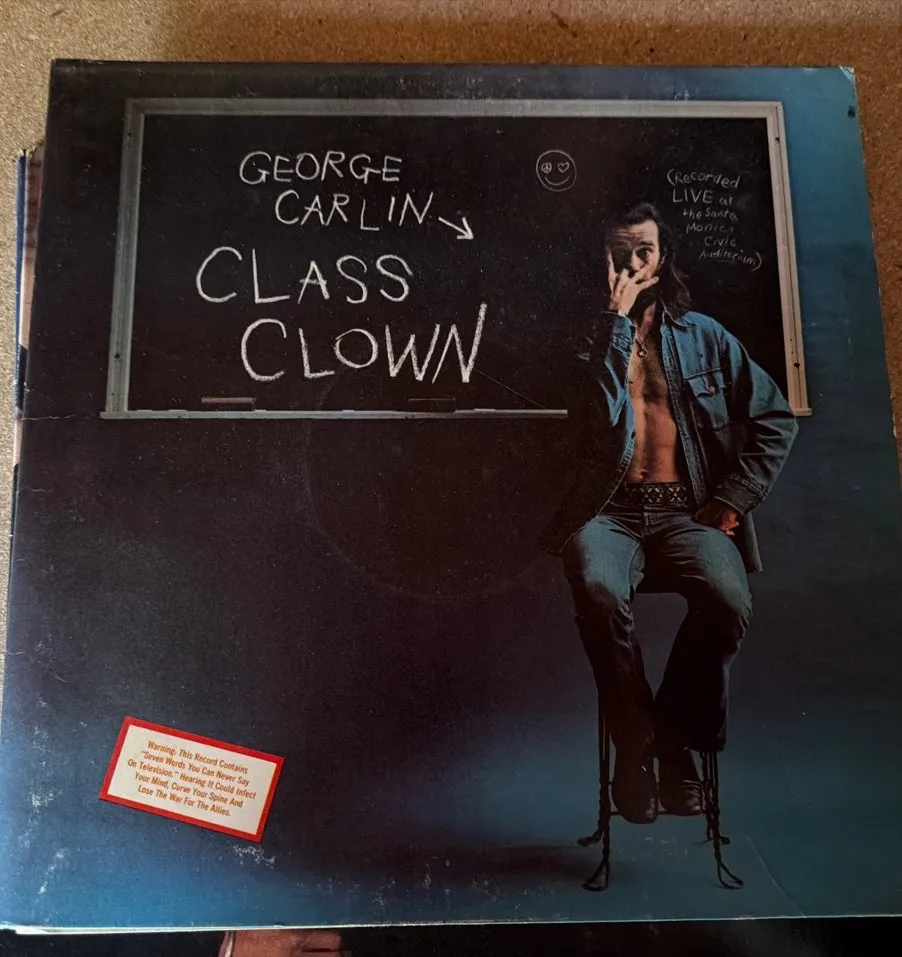 GEORGE
CARLIN
CLASS
CLOWN
(Recorded
LIVE at
the Santa
Monica
Civic
Auditorium)
Warning: This Record Contains
"Seven Words You Can Never Say
On Television." Hearing It Could Infect
Your Mind, Curve Your Spine And
Lose The War For The Allies.